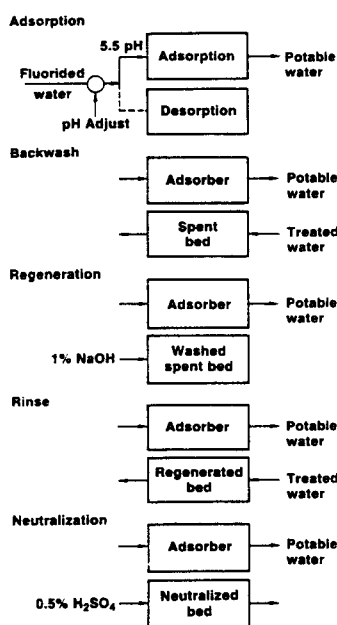 Adsorption
5.5 pH
Adsorption
Potable
water
Fluorided
water
pH Adjust
Desorption
Backwash
Adsorber
Potable
water
Spent
bed
Treated
water
Regeneration
Adsorber
Potable
water
1% NaOH
Washed
spent bed
Rinse
Adsorber
Potable
water
Regenerated
bed
Treated
water
Neutralization
Adsorber
Potable
water
0.5% H₂SO₄
Neutralized
bed